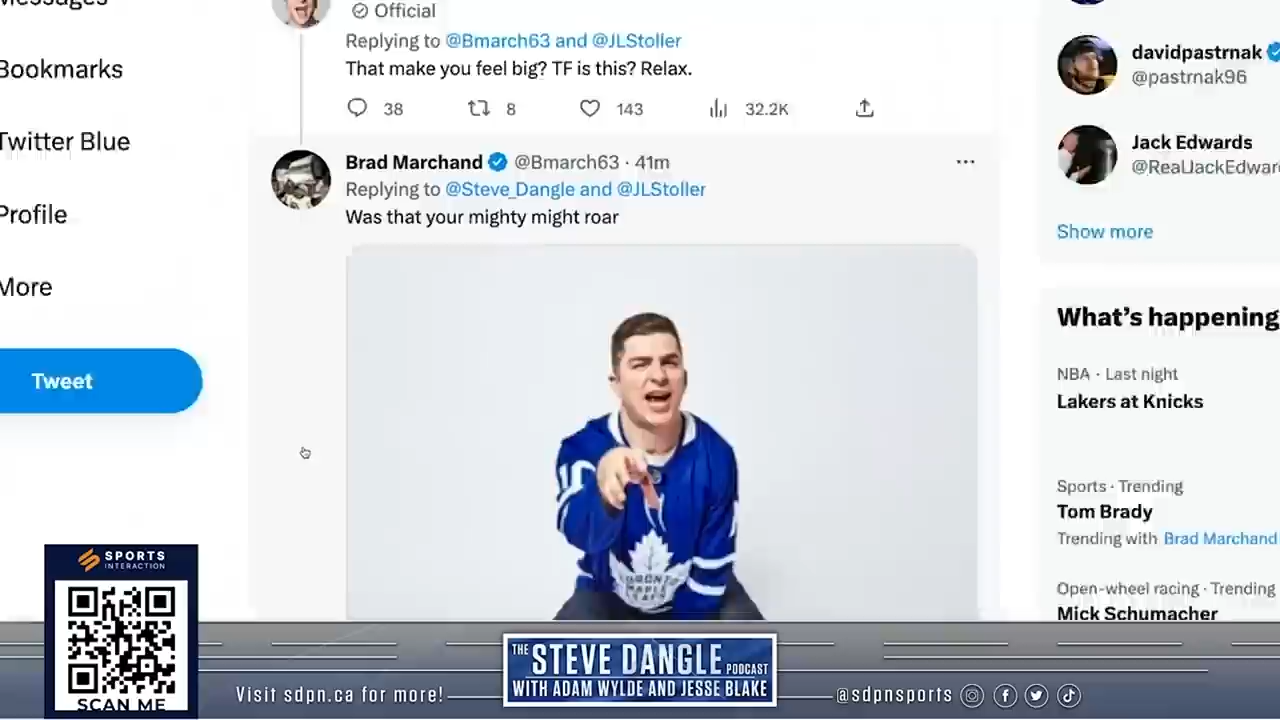 Messages
Bookmarks
Twitter Blue
Profile
More
Tweet
Official
Replying to @Bmarch63 and @JLStoller
That make you feel big? TF is this? Relax.
38 8 143 32.2K
Brad Marchand @Bmarch63 · 41m
Replying to @Steve_Dangle and @JLStoller
Was that your mighty might roar
TORONTO
MAPLE
LEAFS
davidpastrnak
@pastrnak96
Jack Edwards
@RealJackEdwar
Show more
What's happening
NBA · Last night
Lakers at Knicks
Sports · Trending
Tom Brady
Trending with Brad Marchand
Open-wheel racing · Trending
Mick Schumacher
SPORTS
INTERACTION
SCAN ME
Visit sdpn.ca for more!
THE STEVE DANGLE PODCAST
WITH ADAM WYLDE AND JESSE BLAKE
@sdpnsports